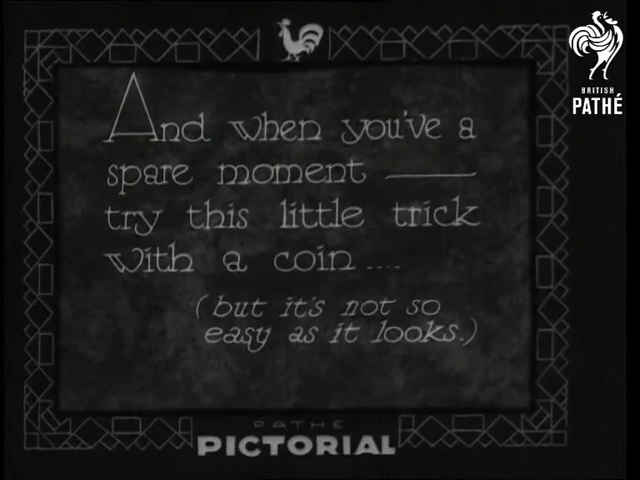 And when you've a
spare moment ——
try this little trick
with a coin ....
(but it's not so
easy as it looks.)
PATHE
PICTORIAL
BRITISH
PATHÉ